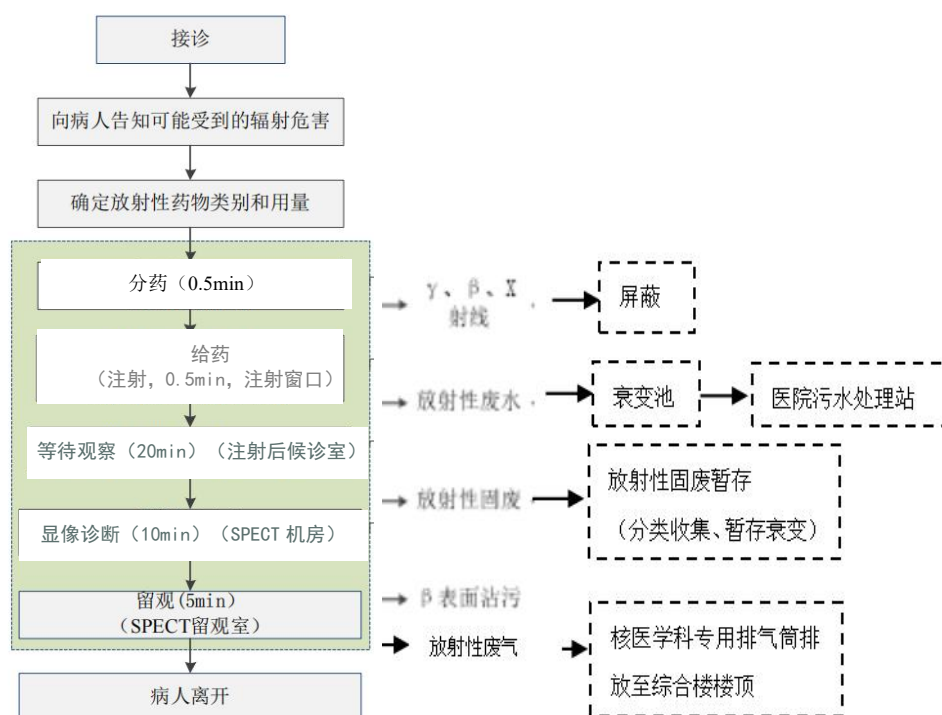 接诊
向病人告知可能受到的辐射危害
确定放射性药物类别和用量
分药（0.5min）
给药
（注射，0.5min，注射窗口）
等待观察（20min）（注射后候诊室）
显像诊断（10min）（SPECT 机房）
留观(5min)
（SPECT留观室）
病人离开
γ、β、X
射线
屏蔽
放射性废水
衰变池
医院污水处理站
放射性固废
放射性固废暂存
（分类收集、暂存衰变）
β表面沾污
放射性废气
核医学科专用排气筒排
放至综合楼楼顶